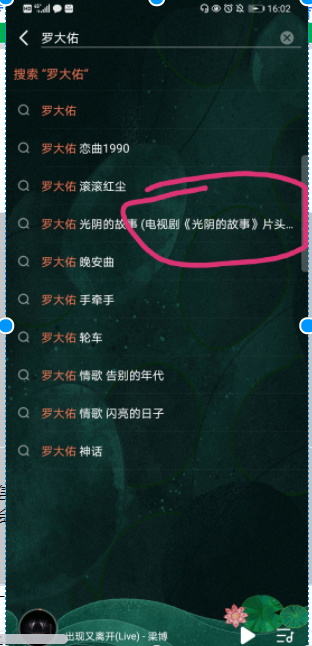 16:02
罗大佑
搜索“罗大佑”
罗大佑
罗大佑 恋曲1990
罗大佑 滚滚红尘
罗大佑 光阴的故事 (电视剧《光阴的故事》片头...
罗大佑 晚安曲
罗大佑 手牵手
罗大佑 轮车
罗大佑 情歌 告别的年代
罗大佑 情歌 闪亮的日子
罗大佑 神话
出现又离开(Live) - 梁博